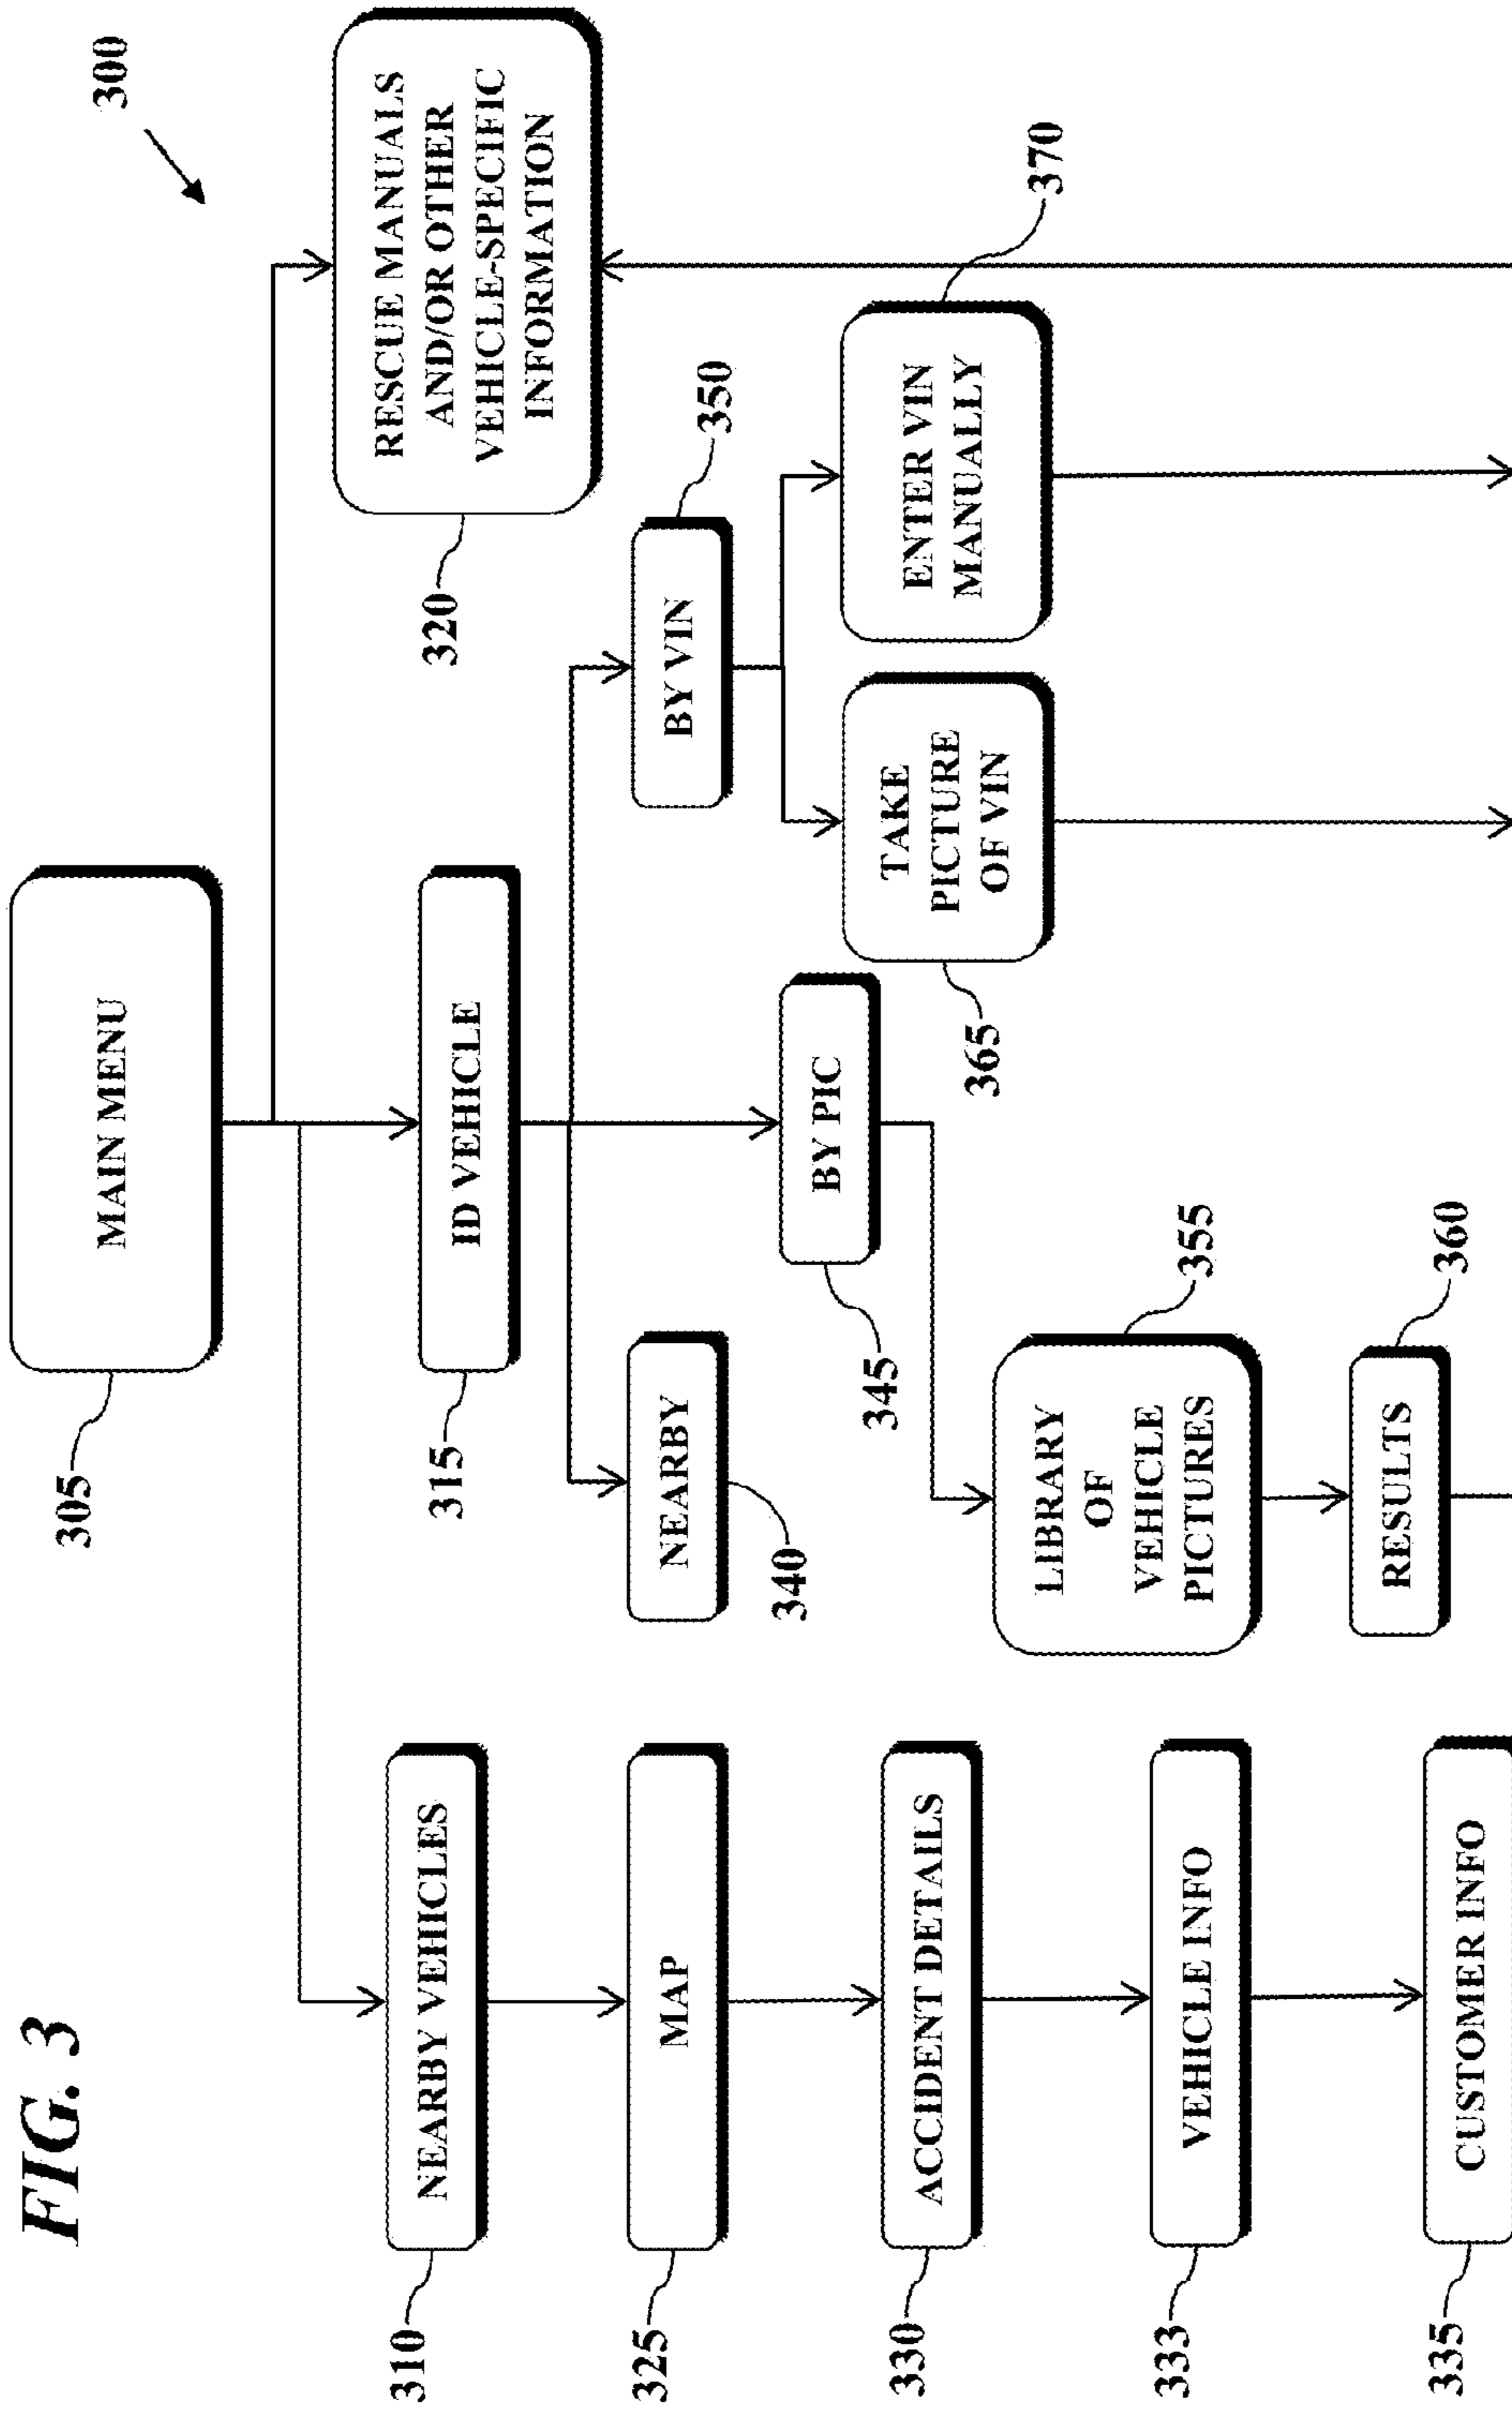 FIG. 3
300
MAIN MENU
305
NEARBY VEHICLES
310
ID VEHICLE
315
RESCUE MANUALS
AND/OR OTHER
VEHICLE-SPECIFIC
INFORMATION
320
MAP
325
NEARBY
340
BY VIN
350
BY PIC
345
ACCIDENT DETAILS
330
TAKE
PICTURE
OF VIN
365
ENTER VIN
MANUALLY
370
LIBRARY
OF
VEHICLE
PICTURES
355
VEHICLE INFO
333
RESULTS
360
CUSTOMER INFO
335